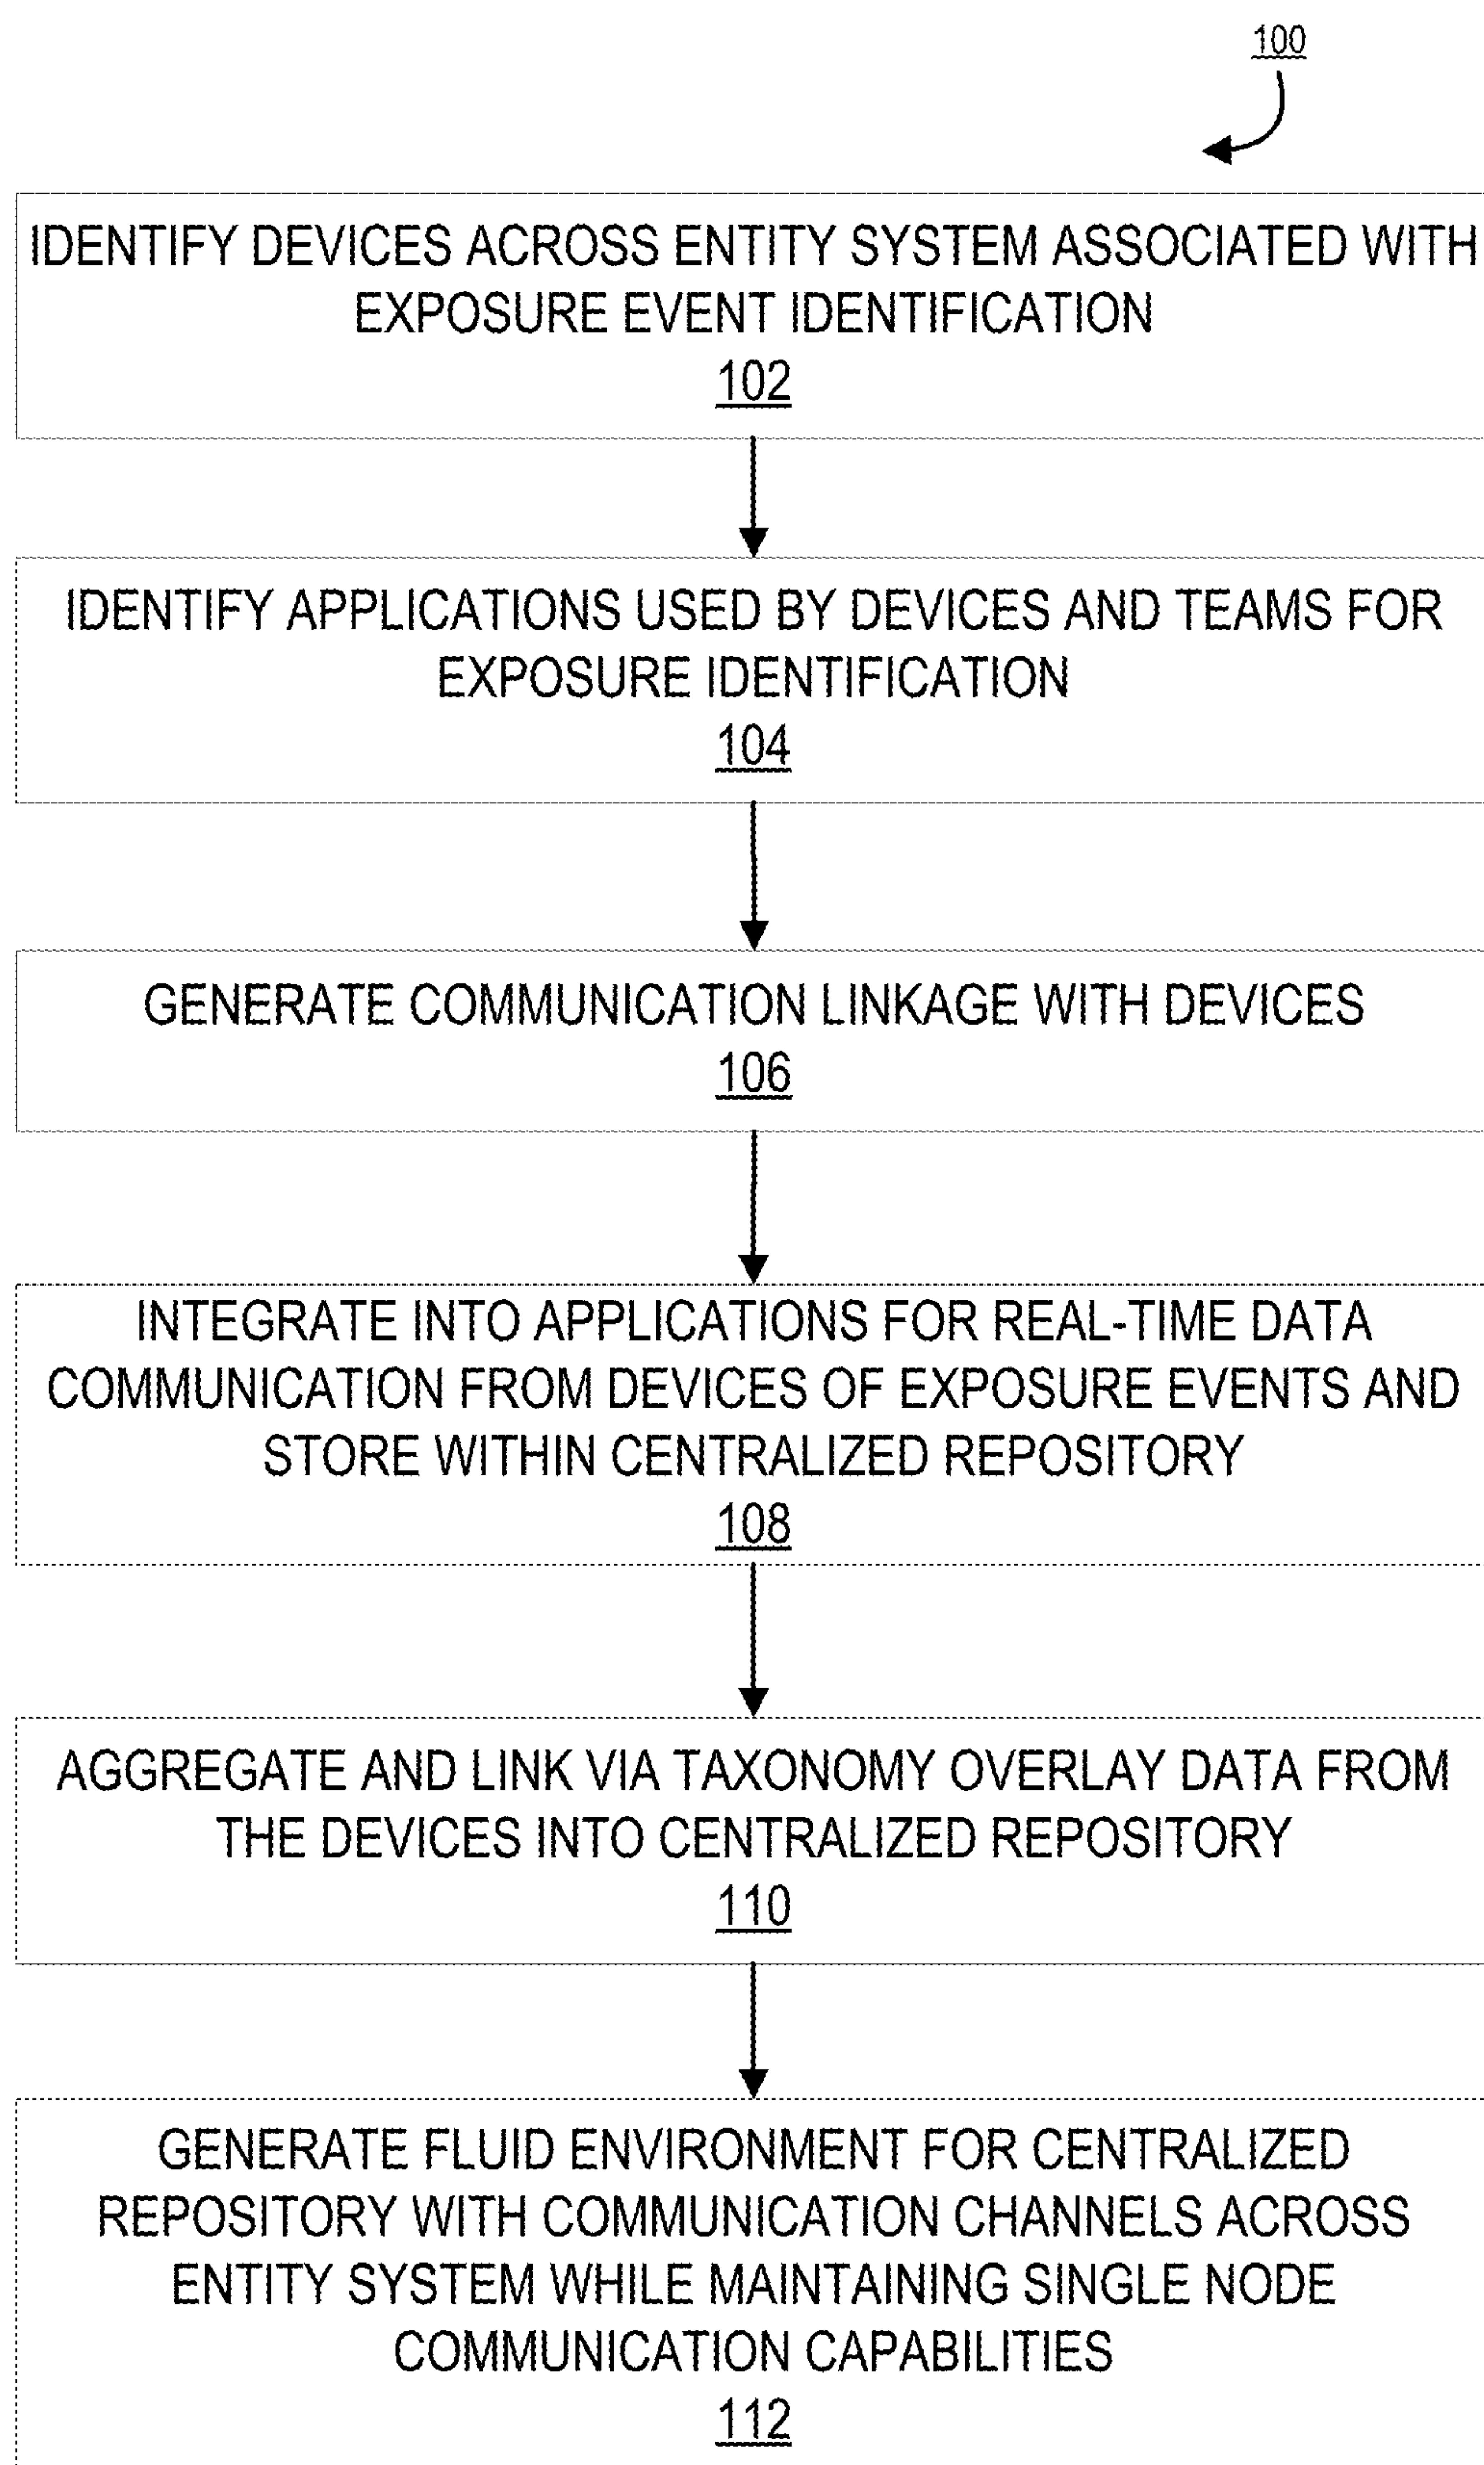 100
IDENTIFY DEVICES ACROSS ENTITY SYSTEM ASSOCIATED WITH
EXPOSURE EVENT IDENTIFICATION
102
IDENTIFY APPLICATIONS USED BY DEVICES AND TEAMS FOR
EXPOSURE IDENTIFICATION
104
GENERATE COMMUNICATION LINKAGE WITH DEVICES
106
INTEGRATE INTO APPLICATIONS FOR REAL-TIME DATA
COMMUNICATION FROM DEVICES OF EXPOSURE EVENTS AND
STORE WITHIN CENTRALIZED REPOSITORY
108
AGGREGATE AND LINK VIA TAXONOMY OVERLAY DATA FROM
THE DEVICES INTO CENTRALIZED REPOSITORY
110
GENERATE FLUID ENVIRONMENT FOR CENTRALIZED
REPOSITORY WITH COMMUNICATION CHANNELS ACROSS
ENTITY SYSTEM WHILE MAINTAINING SINGLE NODE
COMMUNICATION CAPABILITIES
112